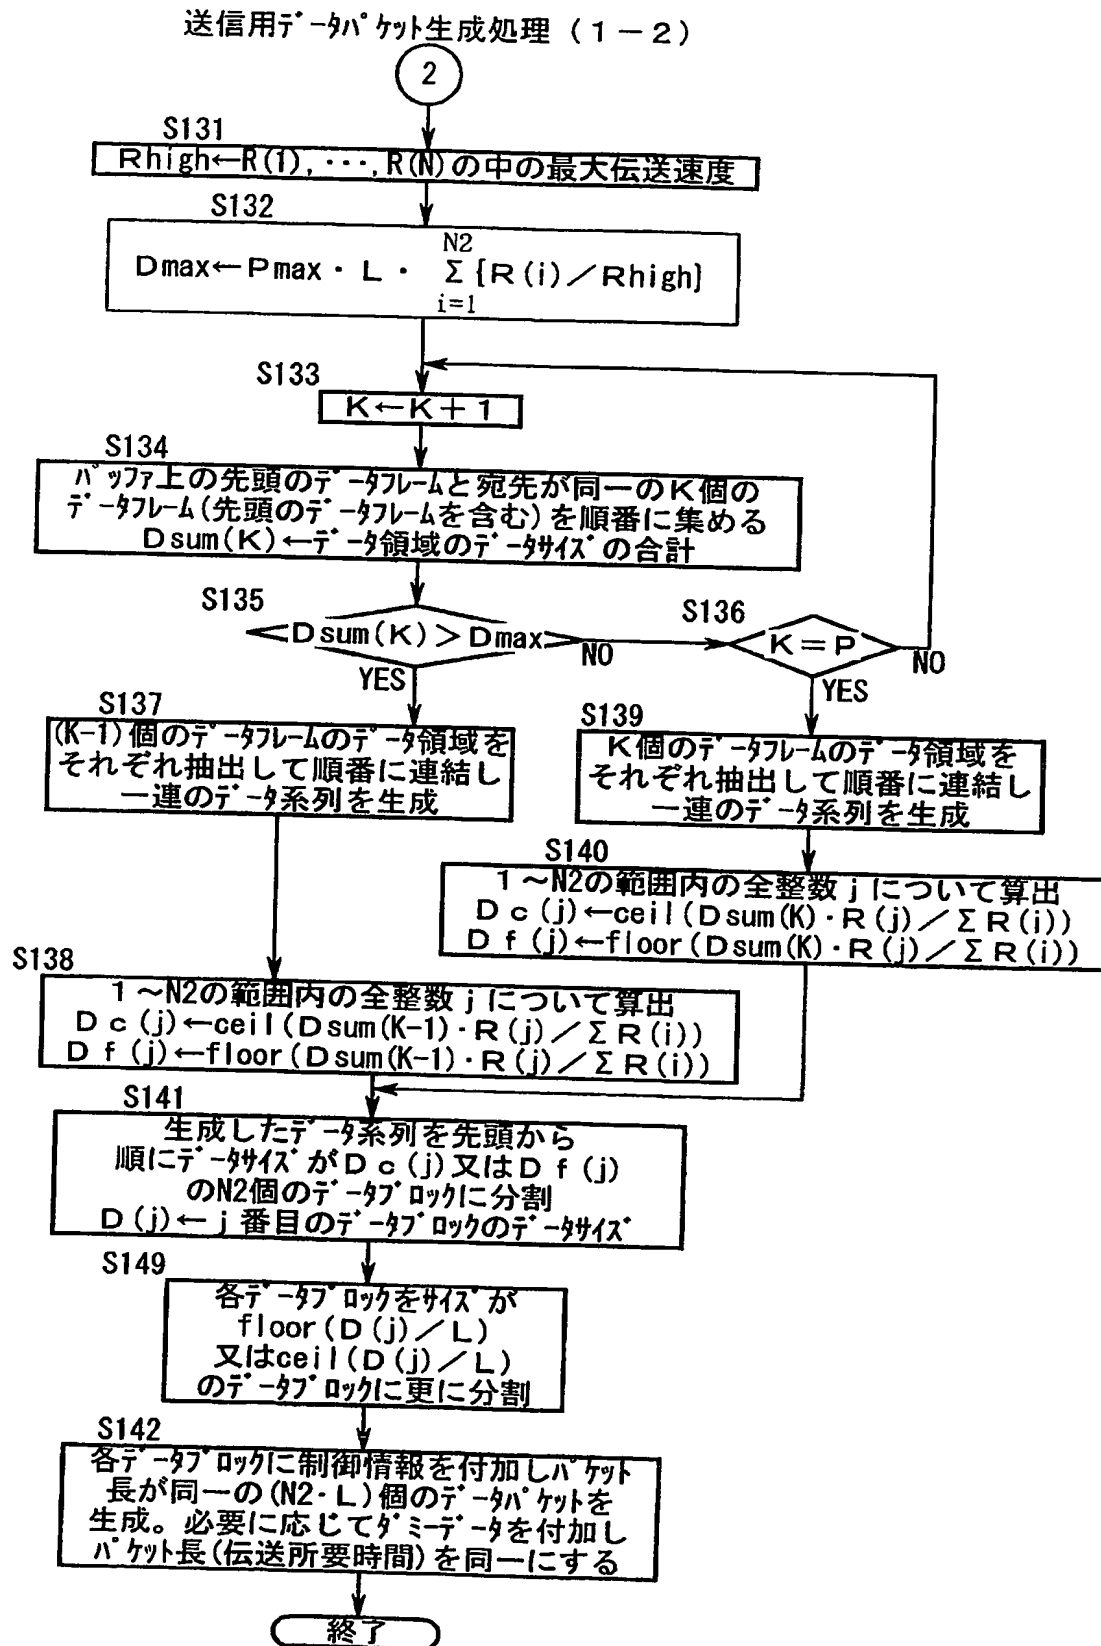 送信用データパケット生成処理（１－２）
2
S131
Rhigh←R(1), ･･･, R(N)の中の最大伝送速度
S132
N2
Dmax←Pmax・L・ Σ [R(i)／Rhigh]
i=1
S133
K←K＋1
S134
バッファ上の先頭のデータフレームと宛先が同一のK個の
データフレーム(先頭のデータフレームを含む)を順番に集める
Dsum(K)←データ領域のデータサイズの合計
S135
Dsum(K)＞Dmax
NO
YES
S136
K＝P
NO
YES
S137
(K-1)個のデータフレームのデータ領域を
それぞれ抽出して順番に連結し
一連のデータ系列を生成
S139
K個のデータフレームのデータ領域を
それぞれ抽出して順番に連結し
一連のデータ系列を生成
S140
1～N2の範囲内の全整数jについて算出
Dc(j)←ceil(Dsum(K)・R(j)／ΣR(i))
Df(j)←floor(Dsum(K)・R(j)／ΣR(i))
S138
1～N2の範囲内の全整数jについて算出
Dc(j)←ceil(Dsum(K-1)・R(j)／ΣR(i))
Df(j)←floor(Dsum(K-1)・R(j)／ΣR(i))
S141
生成したデータ系列を先頭から
順にデータサイズがDc(j)又はDf(j)
のN2個のデータブロックに分割
D(j)←j番目のデータブロックのデータサイズ
S149
各データブロックをサイズが
floor(D(j)／L)
又はceil(D(j)／L)
のデータブロックに更に分割
S142
各データブロックに制御情報を付加しパケット
長が同一の(N2・L)個のデータパケットを
生成。必要に応じてダミーデータを付加し
パケット長(伝送所要時間)を同一にする
終了